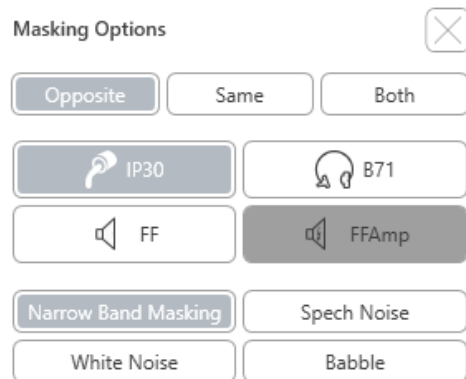 Masking Options
Opposite Same Both
IP30 B71
FF FFAmp
Narrow Band Masking Spech Noise
White Noise Babble